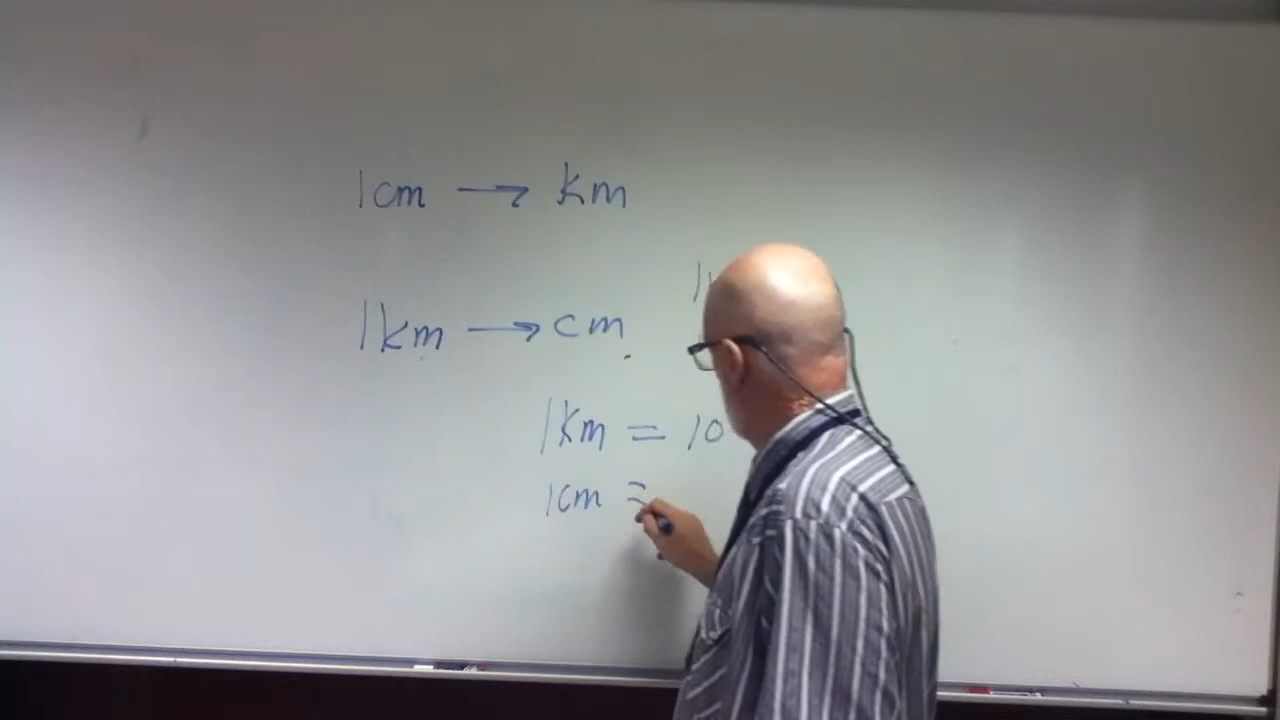 1cm → km
1km → cm
1km = 10
1cm =